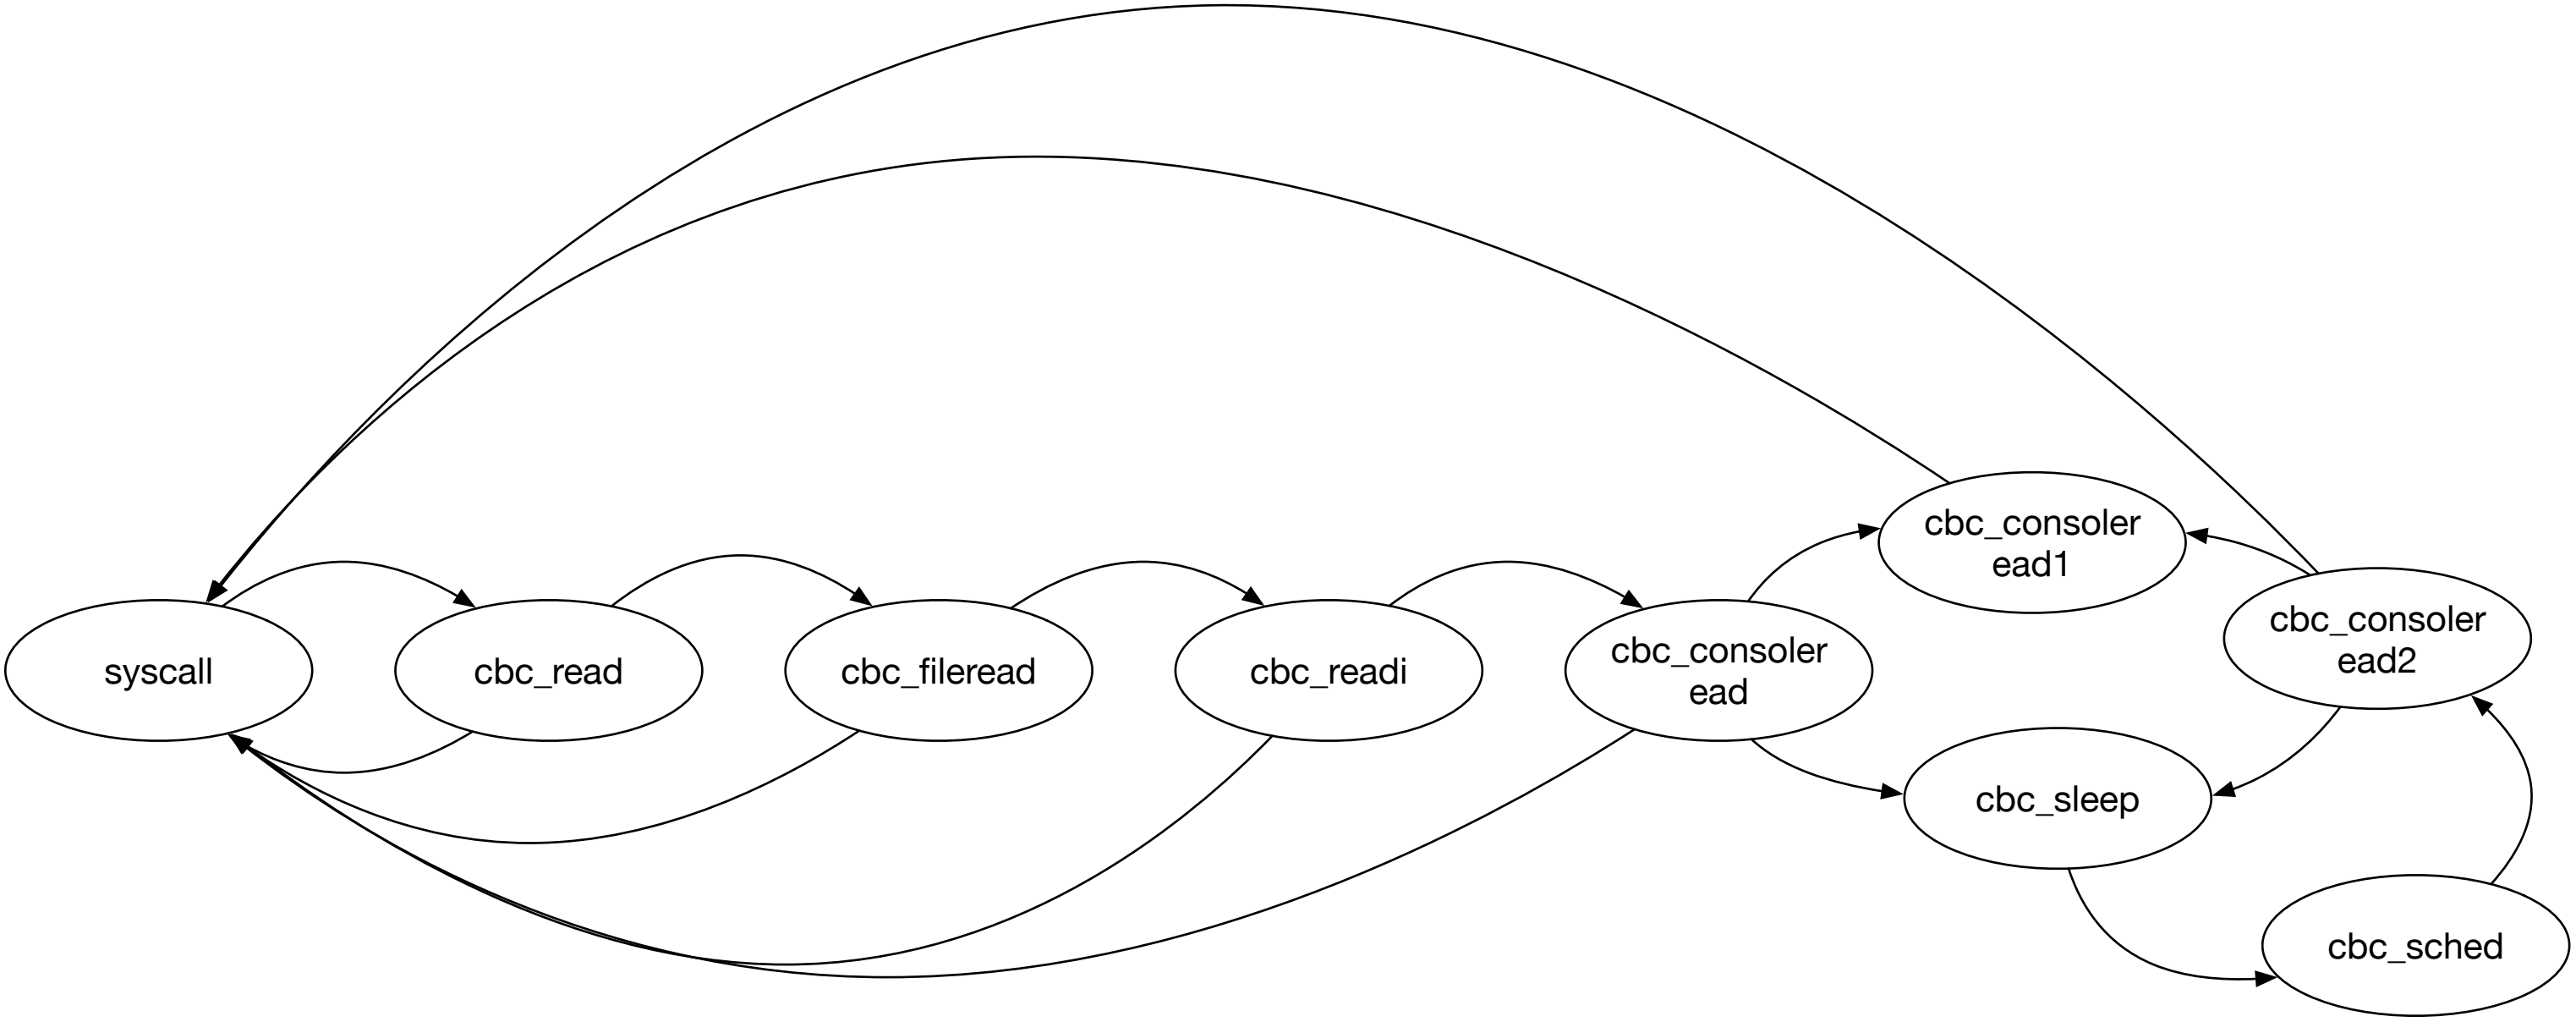 syscall
cbc_read
cbc_fileread
cbc_readi
cbc_consoler
ead
cbc_consoler
ead1
cbc_consoler
ead2
cbc_sleep
cbc_sched